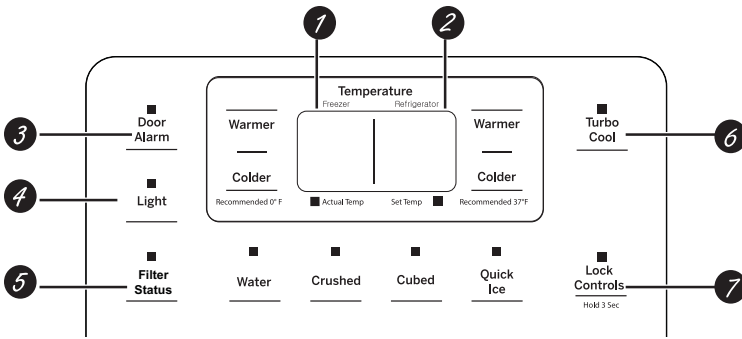 1
2
Temperature
Freezer
Refrigerator
3
Door
Alarm
Warmer
Warmer
Turbo
Cool
6
Colder
Colder
4
Light
Recommended 0° F
Actual Temp
Set Temp
Recommended 37°F
5
Filter
Status
Water
Crushed
Cubed
Quick
Ice
Lock
Controls
Hold 3 Sec
7